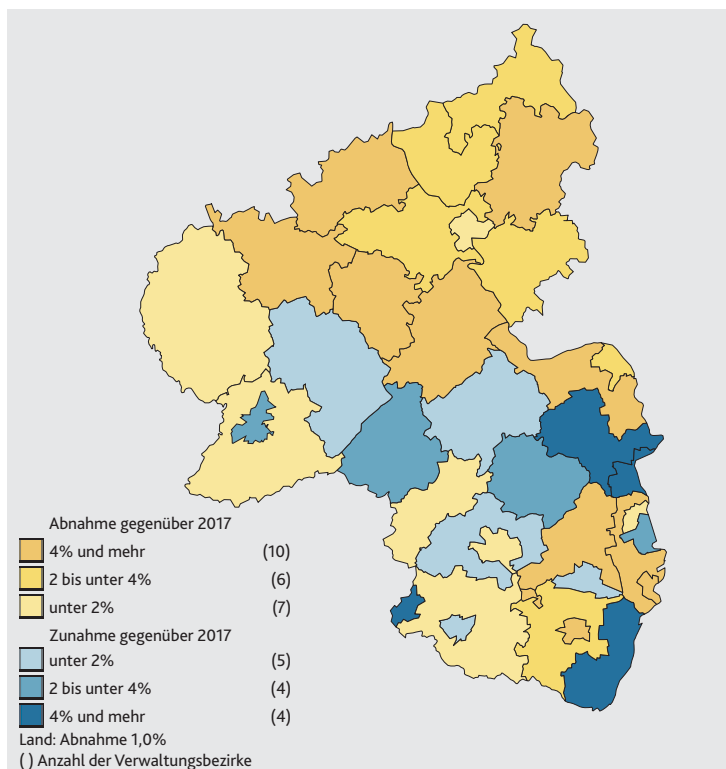 Abnahme gegenüber 2017
4% und mehr (10)
2 bis unter 4% (6)
unter 2% (7)
Zunahme gegenüber 2017
unter 2% (5)
2 bis unter 4% (4)
4% und mehr (4)
Land: Abnahme 1,0%
( ) Anzahl der Verwaltungsbezirke